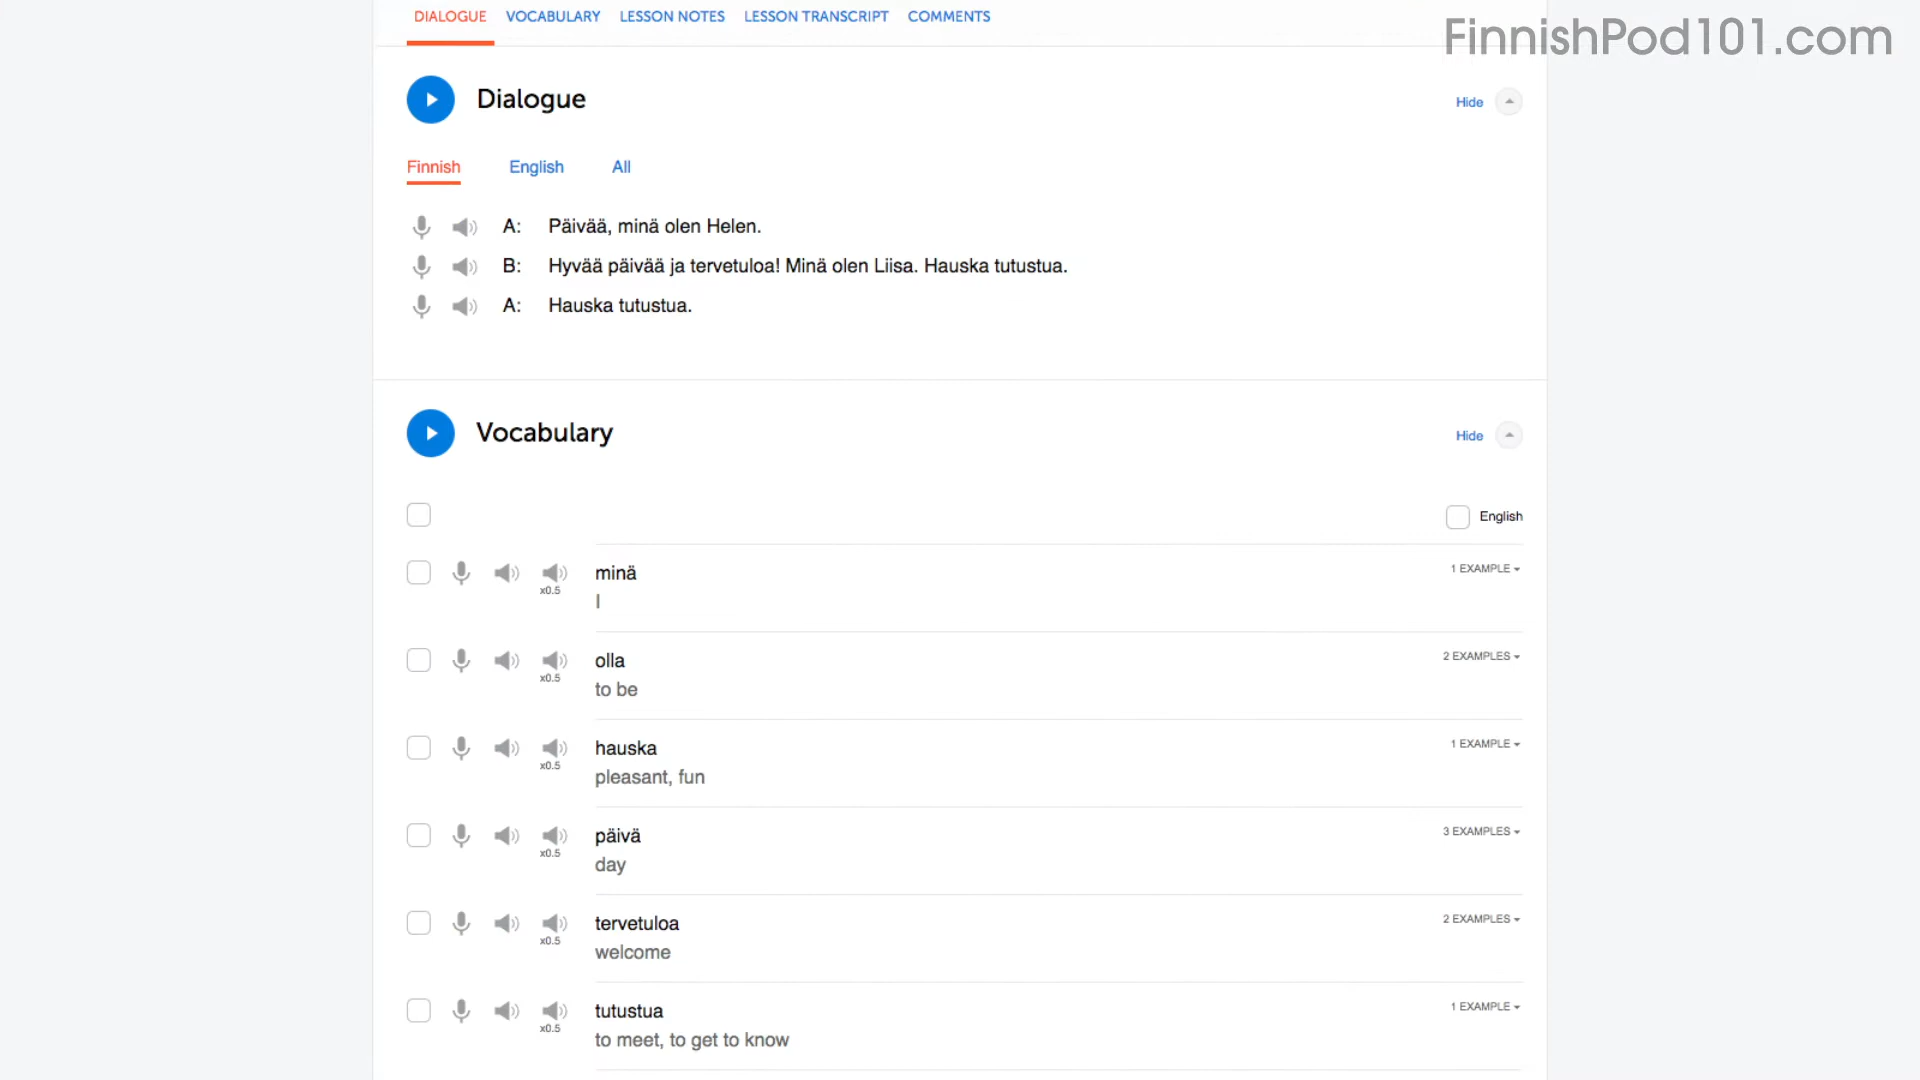 DIALOGUE VOCABULARY LESSON NOTES LESSON TRANSCRIPT COMMENTS
FinnishPod101.com
Dialogue
Hide
Finnish English All
A: Päivää, minä olen Helen.
B: Hyvää päivää ja tervetuloa! Minä olen Liisa. Hauska tutustua.
A: Hauska tutustua.
Vocabulary
Hide
English
minä
1 EXAMPLE
x0.5
I
olla
2 EXAMPLES
x0.5
to be
hauska
1 EXAMPLE
x0.5
pleasant, fun
päivä
3 EXAMPLES
x0.5
day
tervetuloa
2 EXAMPLES
x0.5
welcome
tutustua
1 EXAMPLE
x0.5
to meet, to get to know